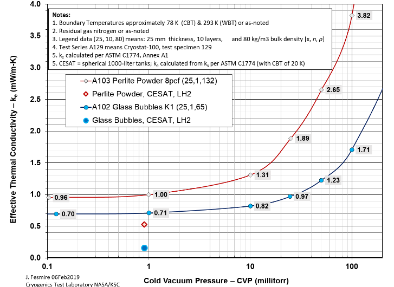 4.0
3.5
3.0
2.5
2.0
1.5
1.0
0.5
0.0
Effective Thermal Conductivity – ke (mW/m-K)
Notes:
1. Boundary Temperatures approximately 78 K (CBT) & 293 K (WBT) or as-noted
2. Residual gas nitrogen or as-noted
3. Legend data (25, 10, 80) means: 25 mm thickness, 10 layers, and 80 kg/m3 bulk density [x, n, ρ]
4. Test Series A129 means Cryostat-100, test specimen 129
5. ke calculated per ASTM C1774, Annex A1
6. CESAT = spherical 1000-liter tanks, ke calculated from ke per ASTM C1774 (with CBT of 20 K)
A103 Perlite Powder 8pcf (25,1,132)
Perlite Powder, CESAT, LH2
A102 Glass Bubbles K1 (25,1,65)
Glass Bubbles, CESAT, LH2
3.82
2.65
1.89
1.31
1.00
0.96
1.71
1.23
0.97
0.82
0.71
0.70
0.1
1
10
100
Cold Vacuum Pressure – CVP (millitorr)
J. Fesmire 06Feb2019
Cryogenics Test Laboratory NASA/KSC